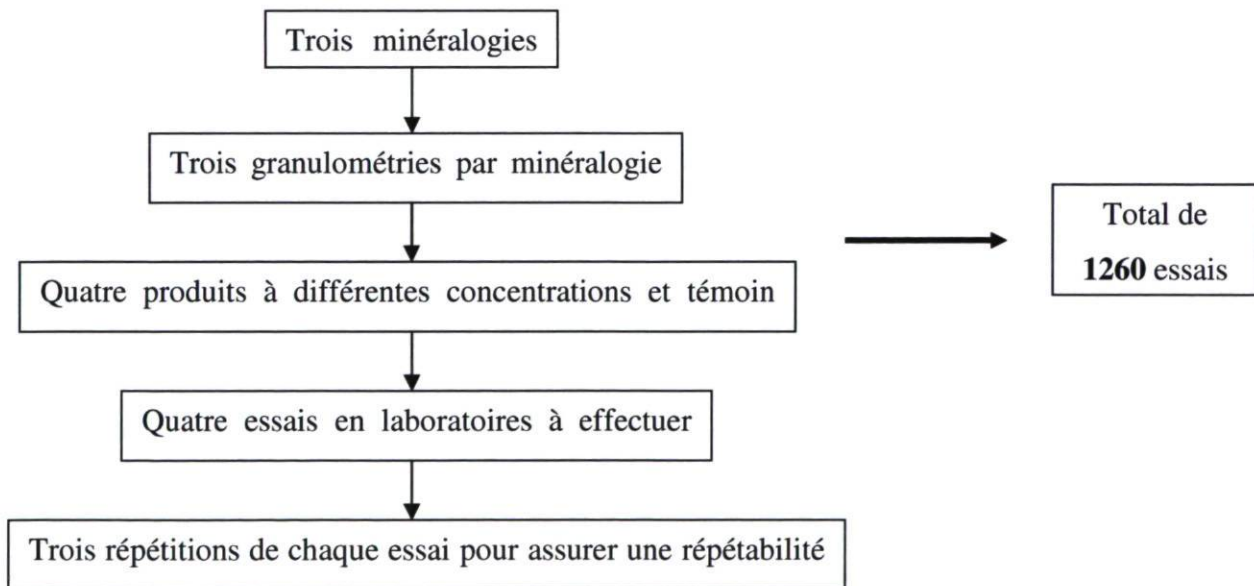 Trois minéralogies
Trois granulométries par minéralogie
Quatre produits à différentes concentrations et témoin
Quatre essais en laboratoires à effectuer
Trois répétitions de chaque essai pour assurer une répétabilité
Total de
1260 essais